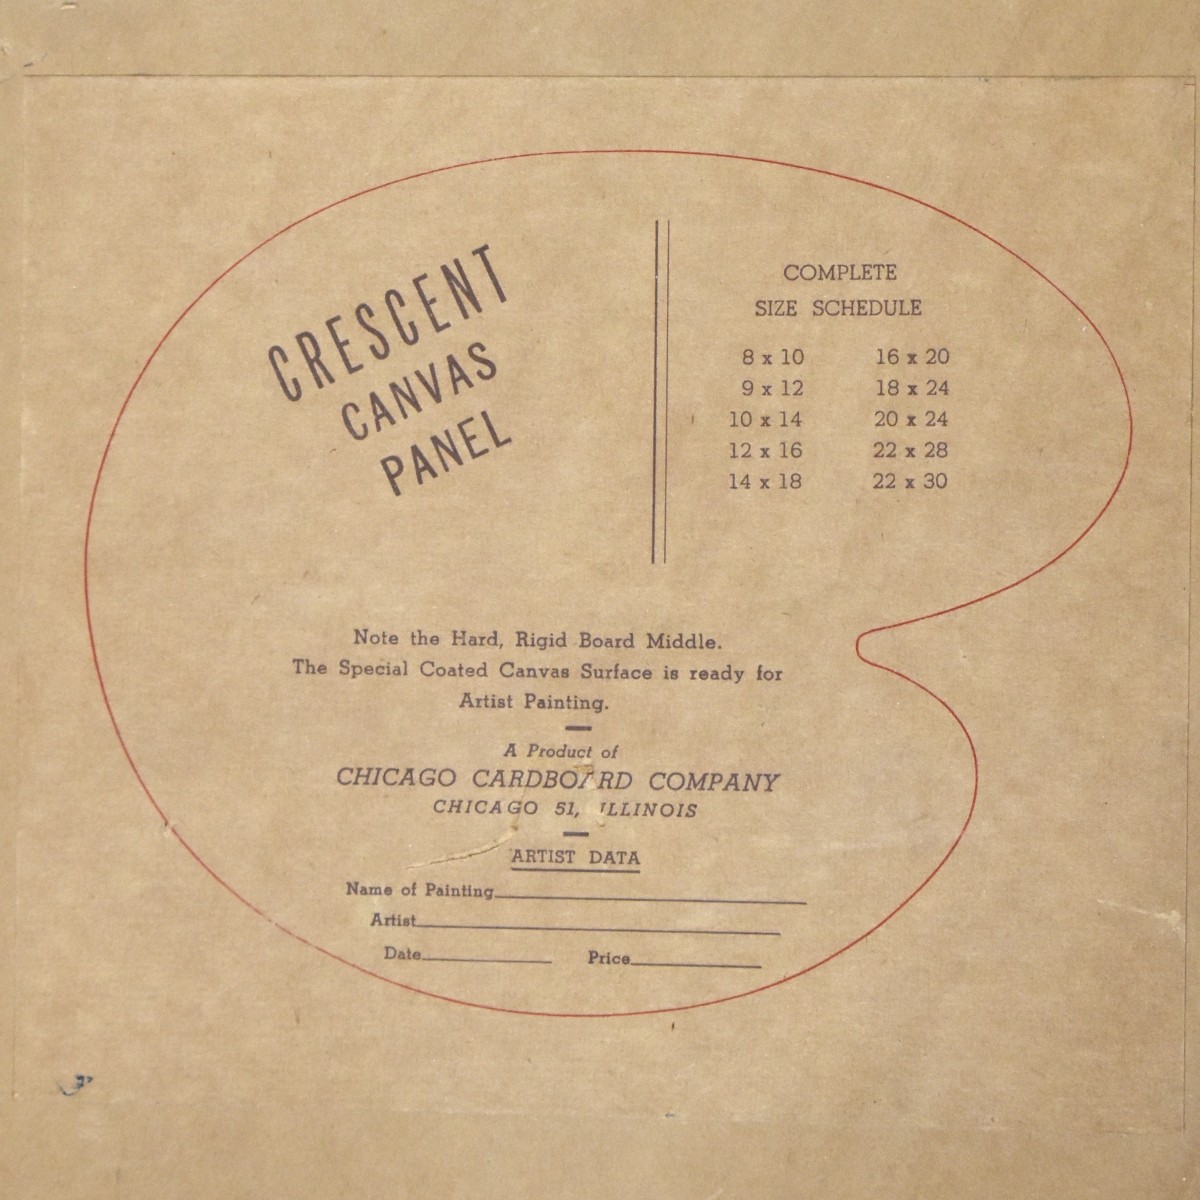 CRESCENT
CANVAS
PANEL
COMPLETE
SIZE SCHEDULE
8 x 10 16 x 20
9 x 12 18 x 24
10 x 14 20 x 24
12 x 16 22 x 28
14 x 18 22 x 30
Note the Hard, Rigid Board Middle.
The Special Coated Canvas Surface is ready for
Artist Painting.
A Product of
CHICAGO CARDBOARD COMPANY
CHICAGO 51, ILLINOIS
ARTIST DATA
Name of Painting
Artist
Date Price